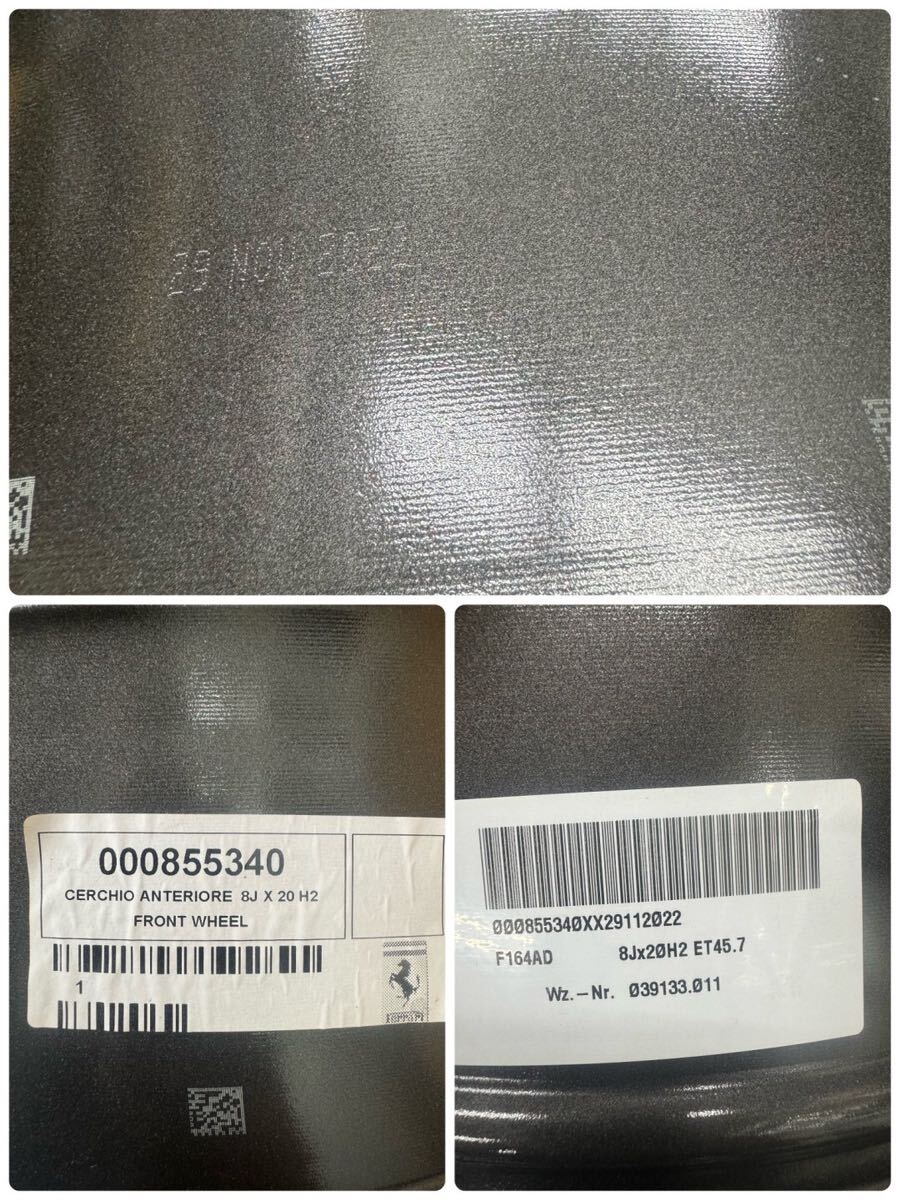 29 NOV 2022
000855340
CERCHIO ANTERIORE 8J X 20 H2
FRONT WHEEL
1
Ferrari
000855340XX29112022
F164AD 8Jx20H2 ET45.7
Wz.-Nr. 039133.011